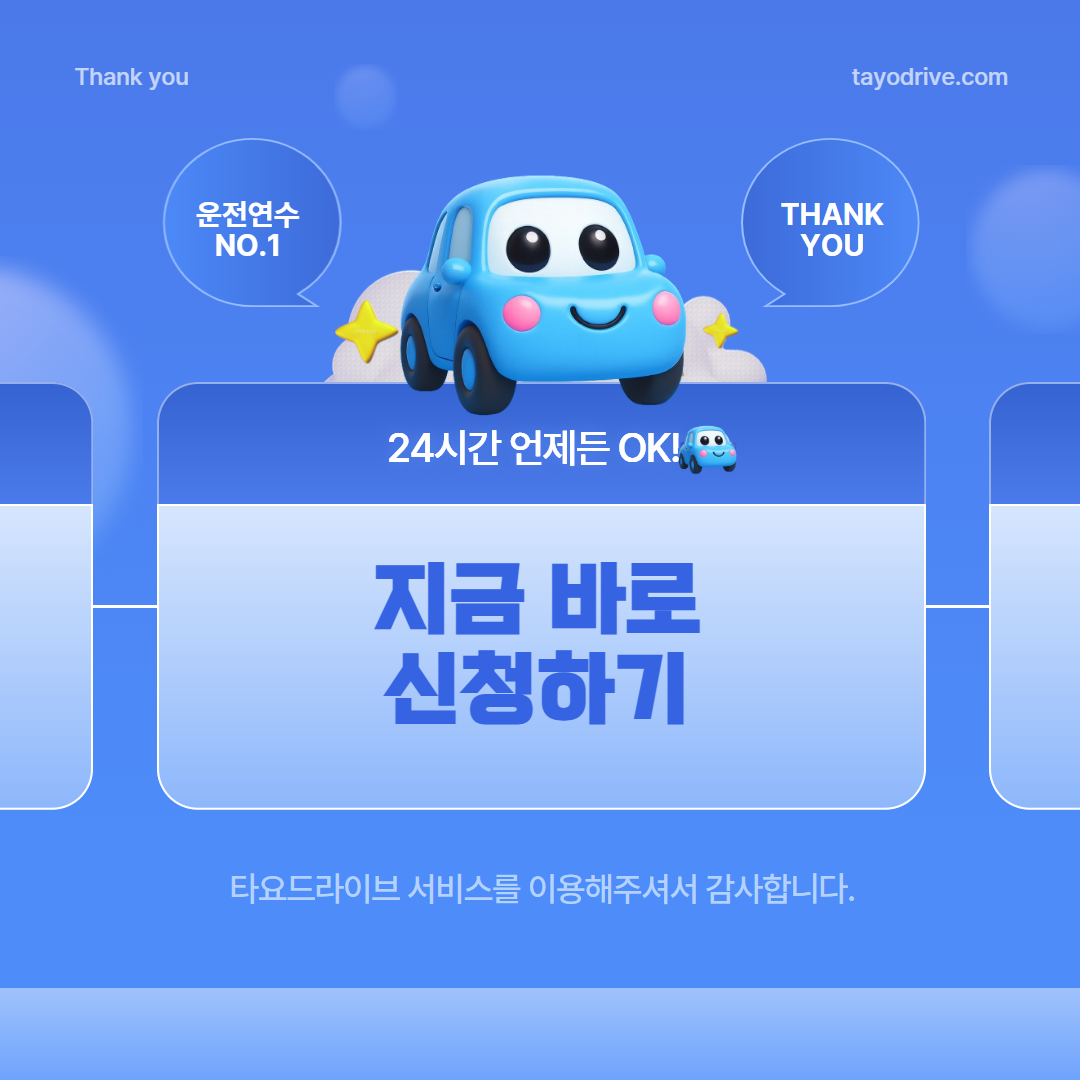 Thank you
tayodrive.com
운전연수
NO.1
THANK
YOU
24시간 언제든 OK!
지금 바로
신청하기
타요드라이브 서비스를 이용해주셔서 감사합니다.